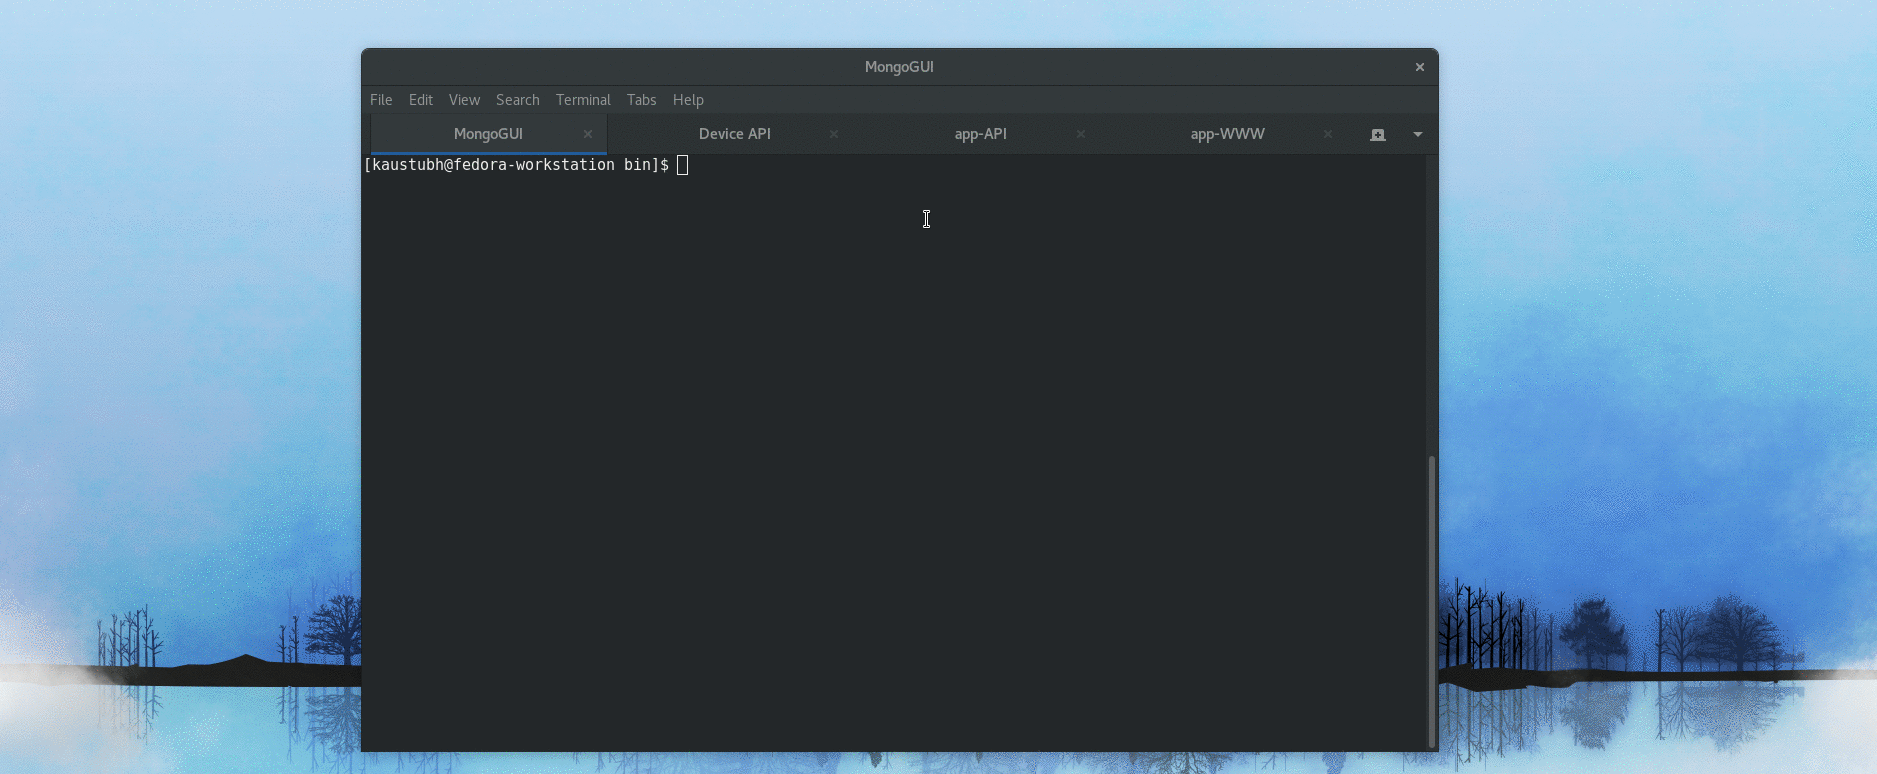 MongoGUI
File Edit View Search Terminal Tabs Help
MongoGUI Device API app-API app-WWW
[kaustubh@fedora-workstation bin]$